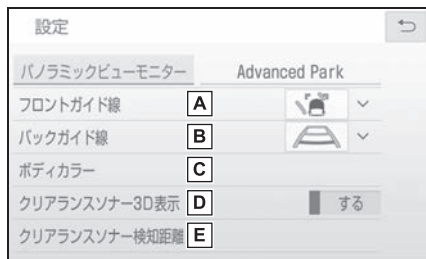 設定
パノラミックビューモニター Advanced Park
フロントガイド線 A
バックガイド線 B
ボディカラー C
クリアランスソナー3D表示 D する
クリアランスソナー検知距離 E